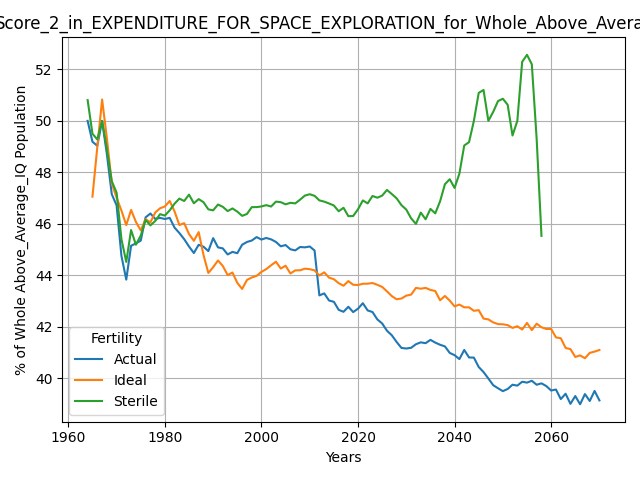 Score_2_in_EXPENDITURE_FOR_SPACE_EXPLORATION_for_Whole_Above_Avera
% of Whole Above_Average_IQ Population
52
50
48
46
44
42
40
Fertility
Actual
Ideal
Sterile
1960 1980 2000 2020 2040 2060
Years